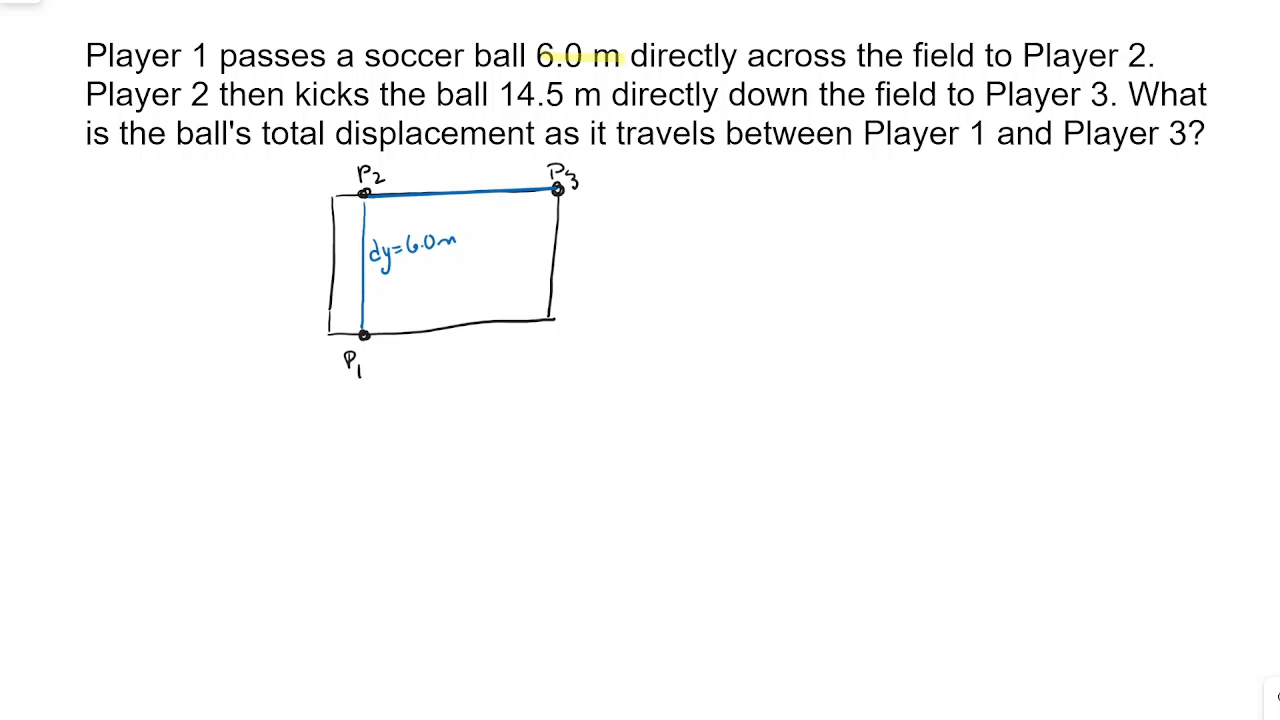 Player 1 passes a soccer ball 6.0 m directly across the field to Player 2.
Player 2 then kicks the ball 14.5 m directly down the field to Player 3. What
is the ball's total displacement as it travels between Player 1 and Player 3?
P2 P3
dy=6.0m
P1